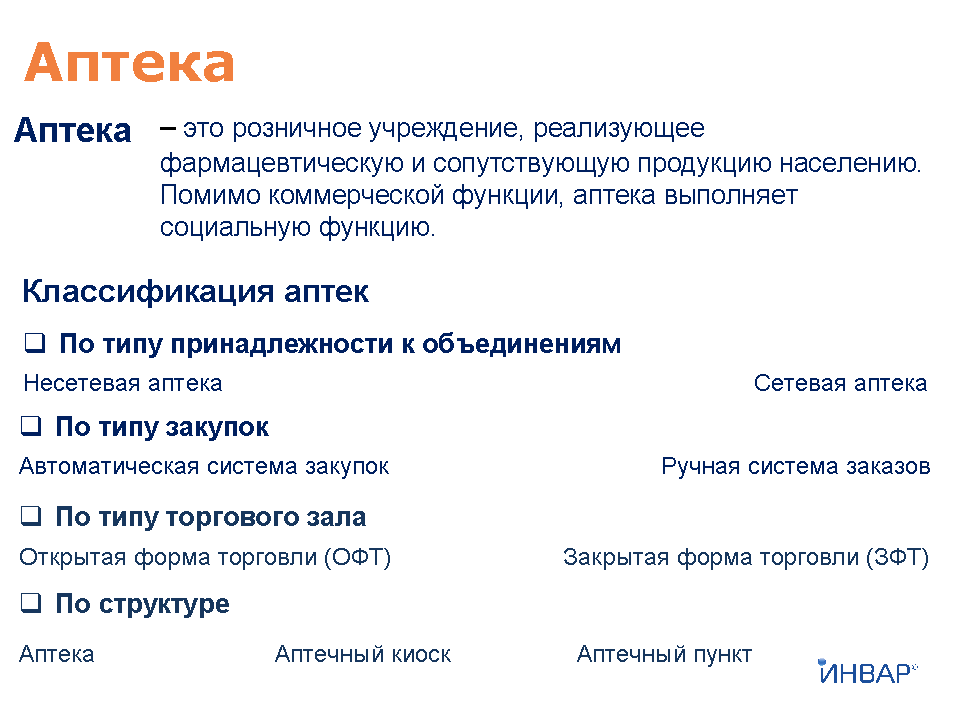 Аптека
Аптека – это розничное учреждение, реализующее
фармацевтическую и сопутствующую продукцию населению.
Помимо коммерческой функции, аптека выполняет
социальную функцию.
Классификация аптек
❑ По типу принадлежности к объединениям
Несетевая аптека Сетевая аптека
❑ По типу закупок
Автоматическая система закупок Ручная система заказов
❑ По типу торгового зала
Открытая форма торговли (ОФТ) Закрытая форма торговли (ЗФТ)
❑ По структуре
Аптека Аптечный киоск Аптечный пункт
ИНВАР®